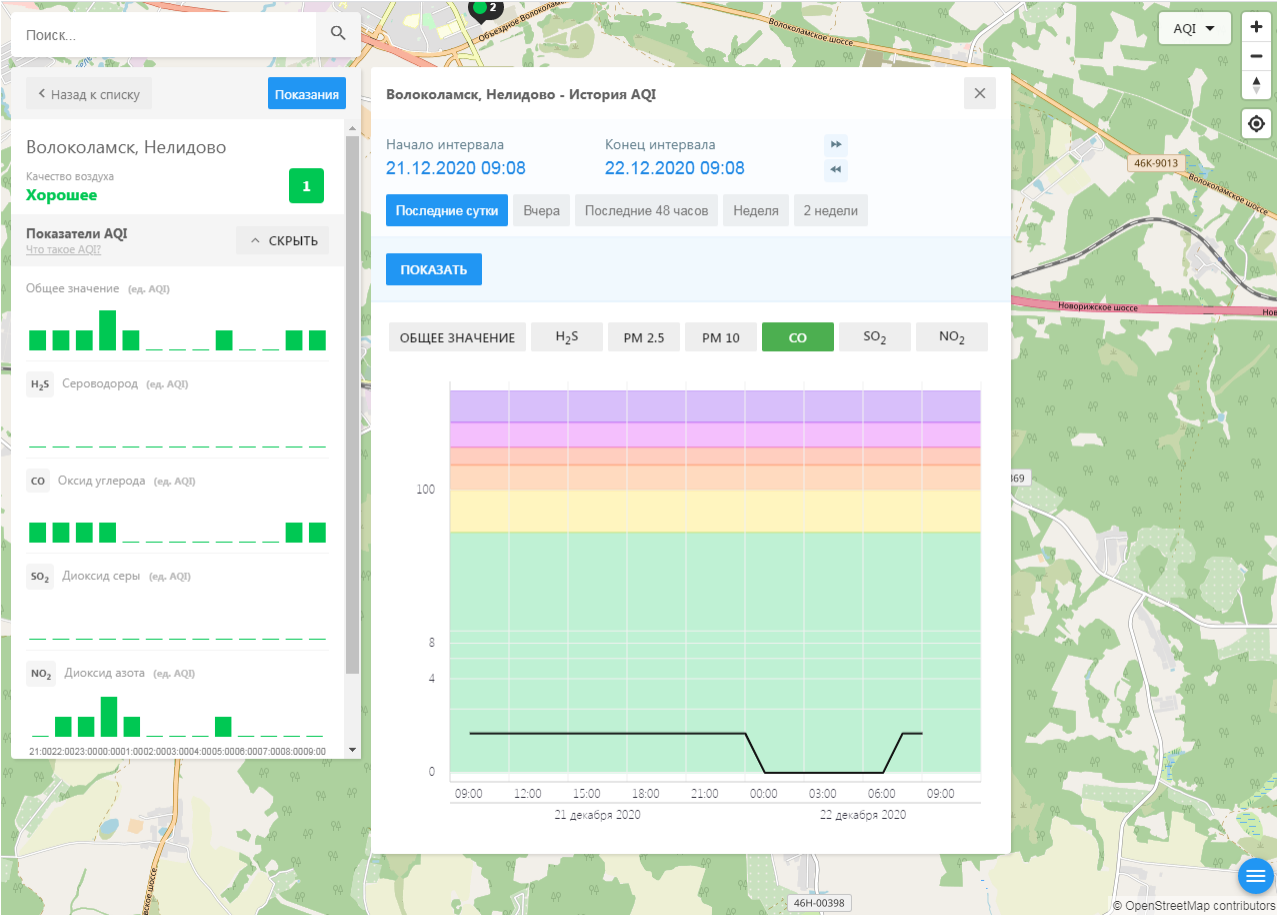 Поиск...
2
Объездное Волоколамск
Волоколамское шоссе
AQI
Назад к списку
Показания
Волоколамск, Нелидово
Качество воздуха
Хорошее
1
Показатели AQI
Что такое AQI?
СКРЫТЬ
Общее значение (ед. AQI)
H₂S Сероводород (ед. AQI)
CO Оксид углерода (ед. AQI)
SO₂ Диоксид серы (ед. AQI)
NO₂ Диоксид азота (ед. AQI)
21:0022:0023:0000:0001:0002:0003:0004:0005:0006:0007:0008:0009:00
Волоколамск, Нелидово - История AQI
Начало интервала
21.12.2020 09:08
Конец интервала
22.12.2020 09:08
Последние сутки
Вчера
Последние 48 часов
Неделя
2 недели
ПОКАЗАТЬ
ОБЩЕЕ ЗНАЧЕНИЕ
H₂S
PM 2.5
PM 10
CO
SO₂
NO₂
100
8
4
0
09:00 12:00 15:00 18:00 21:00 00:00 03:00 06:00 09:00
21 декабря 2020
22 декабря 2020
46К-9013
Волоколамское шоссе
Новорижское шоссе
Нов
369
46Н-00398
© OpenStreetMap contributors